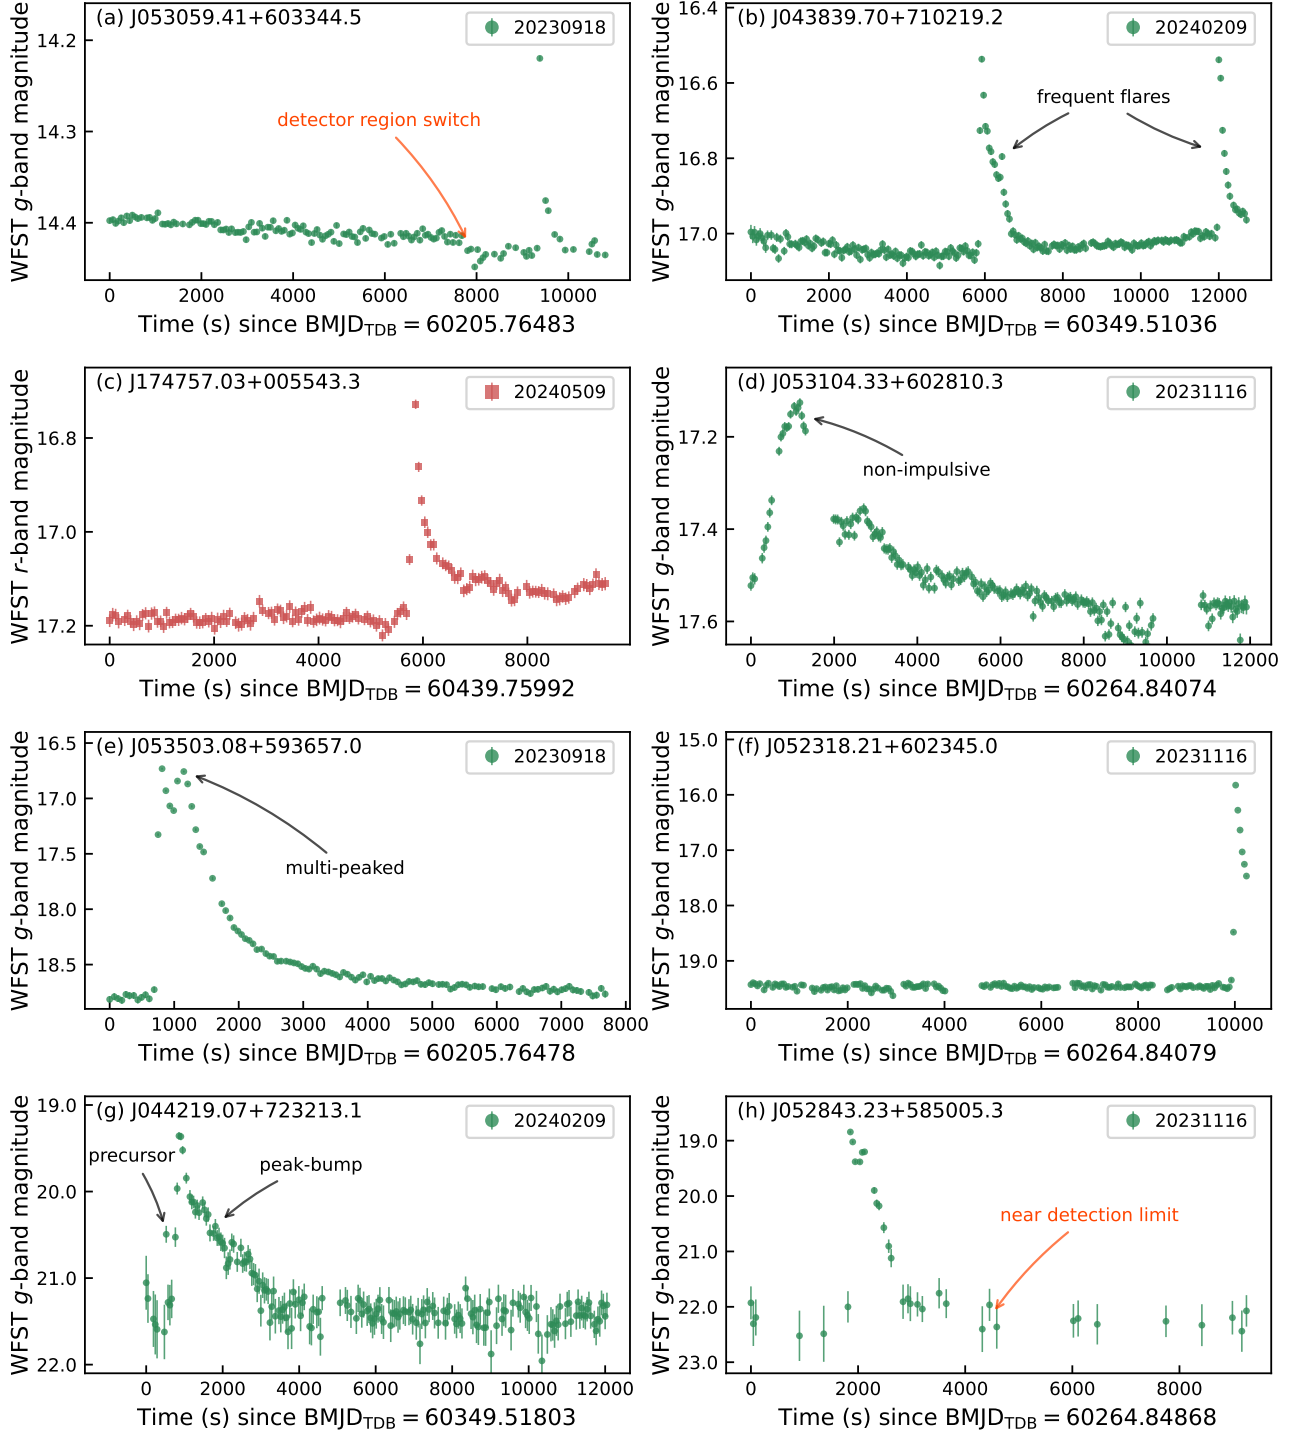 (a) J053059.41+603344.5
20230918
detector region switch
WFST g-band magnitude
14.2
14.3
14.4
0 2000 4000 6000 8000 10000
Time (s) since BMJD_TDB = 60205.76483
(b) J043839.70+710219.2
20240209
frequent flares
WFST g-band magnitude
16.4
16.6
16.8
17.0
0 2000 4000 6000 8000 10000 12000
Time (s) since BMJD_TDB = 60349.51036
(c) J174757.03+005543.3
20240509
WFST r-band magnitude
16.8
17.0
17.2
0 2000 4000 6000 8000
Time (s) since BMJD_TDB = 60439.75992
(d) J053104.33+602810.3
20231116
non-impulsive
WFST g-band magnitude
17.2
17.4
17.6
0 2000 4000 6000 8000 10000 12000
Time (s) since BMJD_TDB = 60264.84074
(e) J053503.08+593657.0
20230918
multi-peaked
WFST g-band magnitude
16.5
17.0
17.5
18.0
18.5
0 1000 2000 3000 4000 5000 6000 7000 8000
Time (s) since BMJD_TDB = 60205.76478
(f) J052318.21+602345.0
20231116
WFST g-band magnitude
15.0
16.0
17.0
18.0
19.0
0 2000 4000 6000 8000 10000
Time (s) since BMJD_TDB = 60264.84079
(g) J044219.07+723213.1
20240209
precursor
peak-bump
WFST g-band magnitude
19.0
20.0
21.0
22.0
0 2000 4000 6000 8000 10000 12000
Time (s) since BMJD_TDB = 60349.51803
(h) J052843.23+585005.3
20231116
near detection limit
WFST g-band magnitude
19.0
20.0
21.0
22.0
23.0
0 2000 4000 6000 8000
Time (s) since BMJD_TDB = 60264.84868